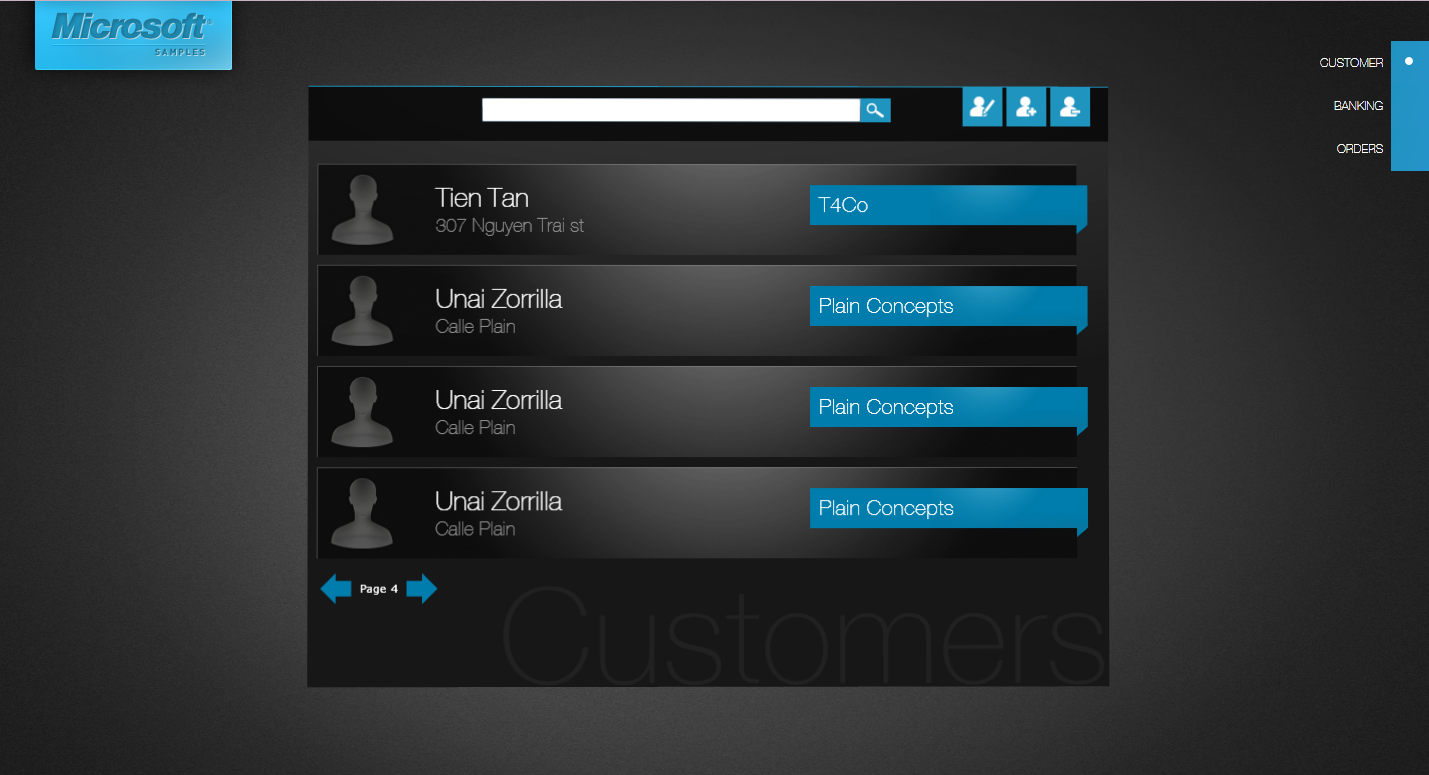 Microsoft
SAMPLES
CUSTOMER
BANKING
ORDERS
Tien Tan
307 Nguyen Trai st
T4Co
Unai Zorrilla
Calle Plain
Plain Concepts
Unai Zorrilla
Calle Plain
Plain Concepts
Unai Zorrilla
Calle Plain
Plain Concepts
Page 4
Customers